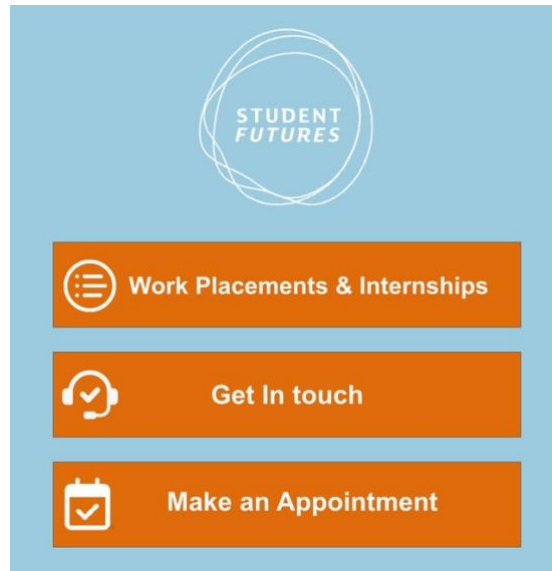 STUDENT
FUTURES
Work Placements & Internships
Get In touch
Make an Appointment